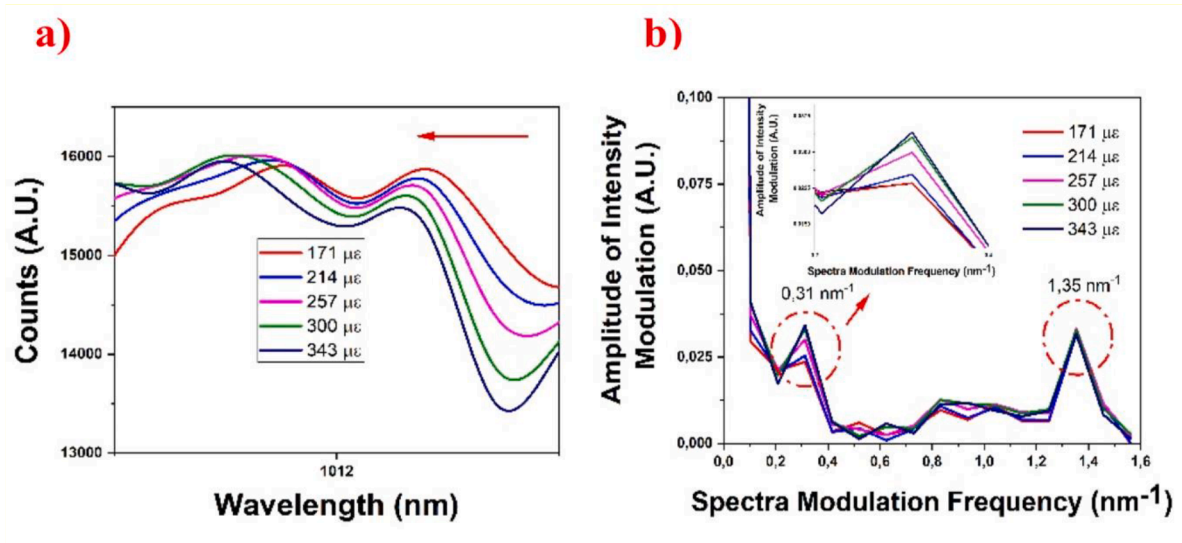 a)
Counts (A.U.)
16000
15000
14000
13000
171 µε
214 µε
257 µε
300 µε
343 µε
1012
Wavelength (nm)
b)
Amplitude of Intensity
Modulation (A.U.)
0,100
0,075
0,050
0,025
0,000
Amplitude of Intensity
Modulation (A.U.)
Spectra Modulation Frequency (nm-1)
171 µε
214 µε
257 µε
300 µε
343 µε
0,31 nm-1
1,35 nm-1
0,0 0,2 0,4 0,6 0,8 1,0 1,2 1,4 1,6
Spectra Modulation Frequency (nm-1)